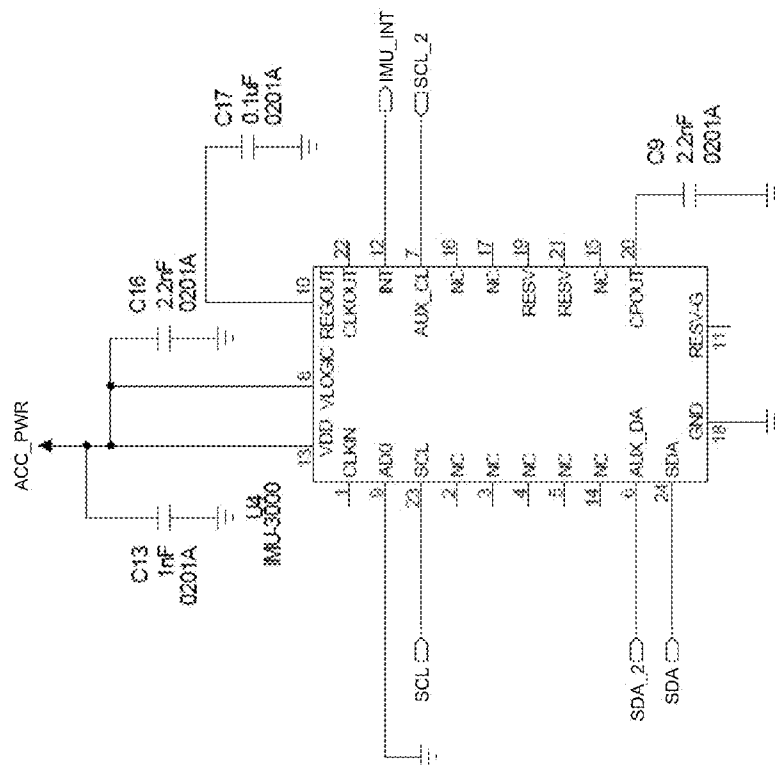 ACC_PWR
C13
1nF
0201A
C16
2.2nF
0201A
C17
0.1uF
0201A
U4
IMU-3000
13
8
10
VDD
VLOGIC
REGOUT
1
CLKIN
CLKOUT
22
9
AD0
INT
12
IMU_INT
SCL
23
SCL
AUX_CL
7
SCL_2
2
NC
NC
16
3
NC
NC
17
4
NC
RESV
19
5
NC
RESV
21
14
NC
NC
15
SDA_2
6
AUX_DA
CPOUT
20
SDA
24
SDA
GND
RESV-G
18
11
C9
2.2nF
0201A